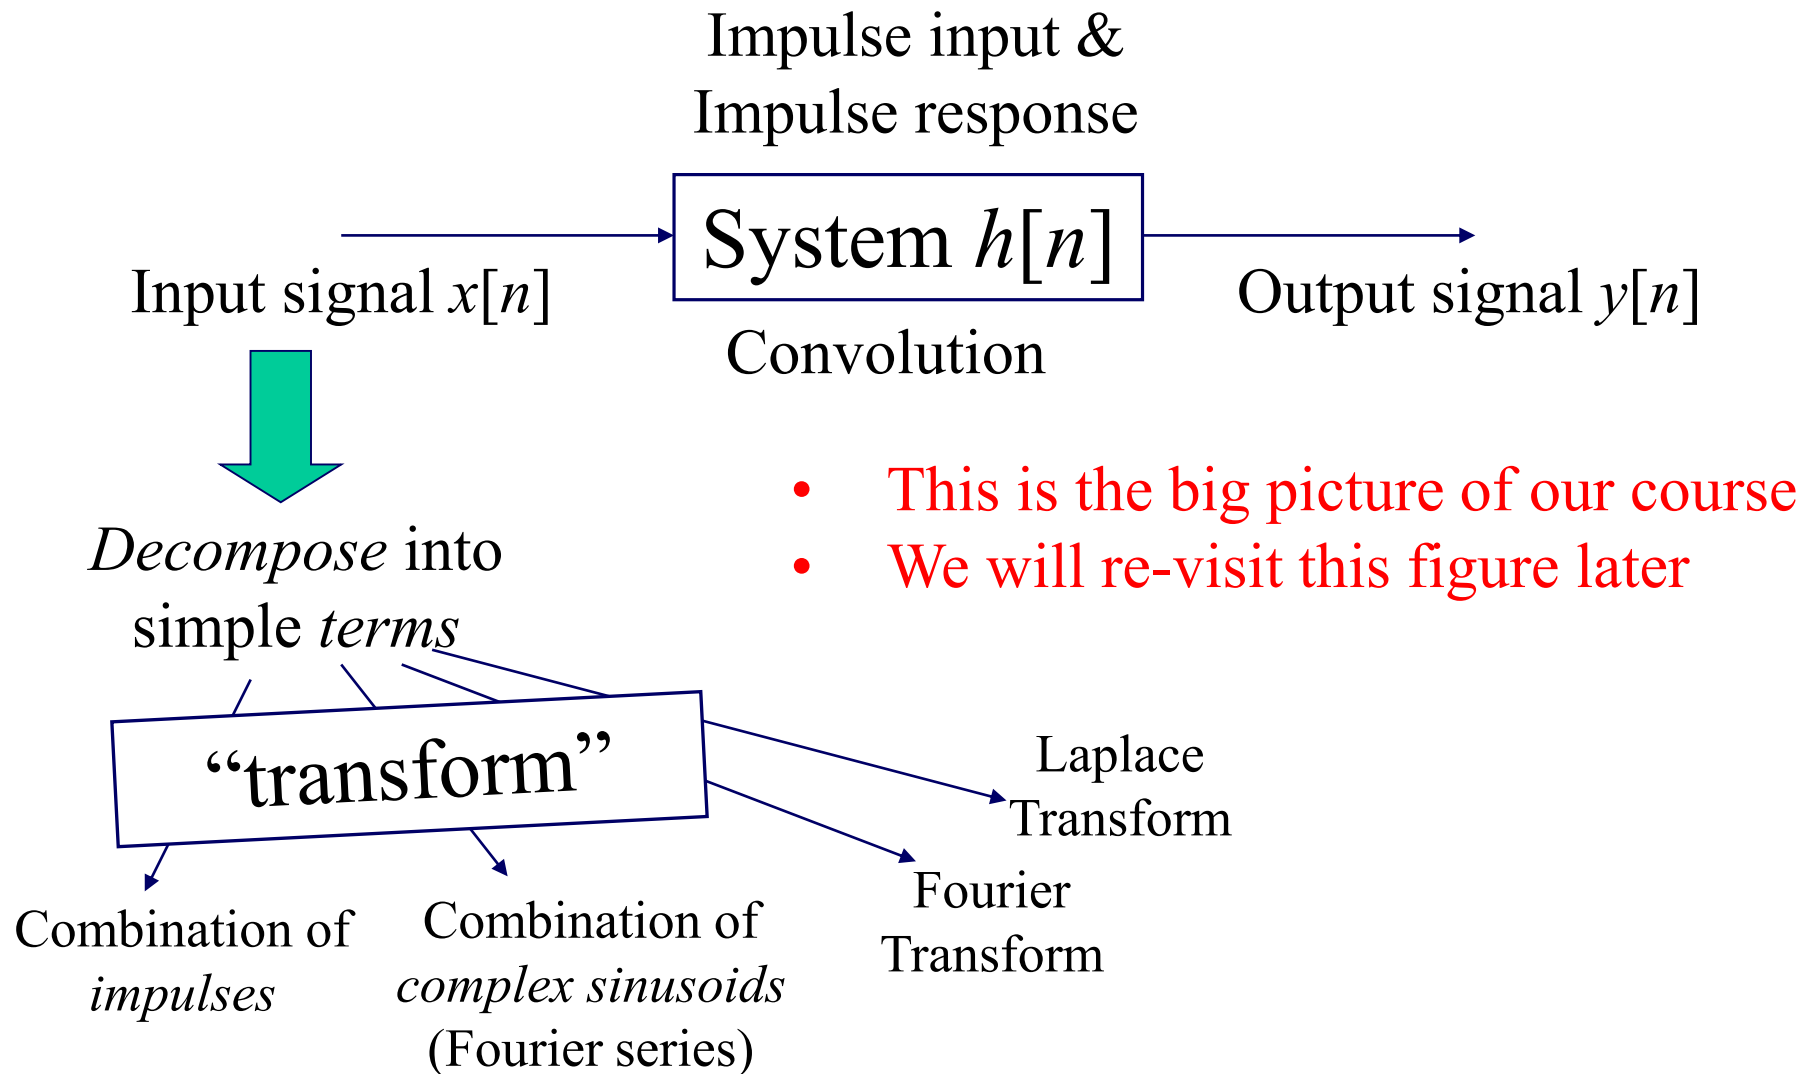 Impulse input &
Impulse response
System h[n]
Input signal x[n]
Output signal y[n]
Convolution
• This is the big picture of our course
• We will re-visit this figure later
Decompose into
simple terms
“transform”
Laplace
Transform
Fourier
Transform
Combination of
impulses
Combination of
complex sinusoids
(Fourier series)